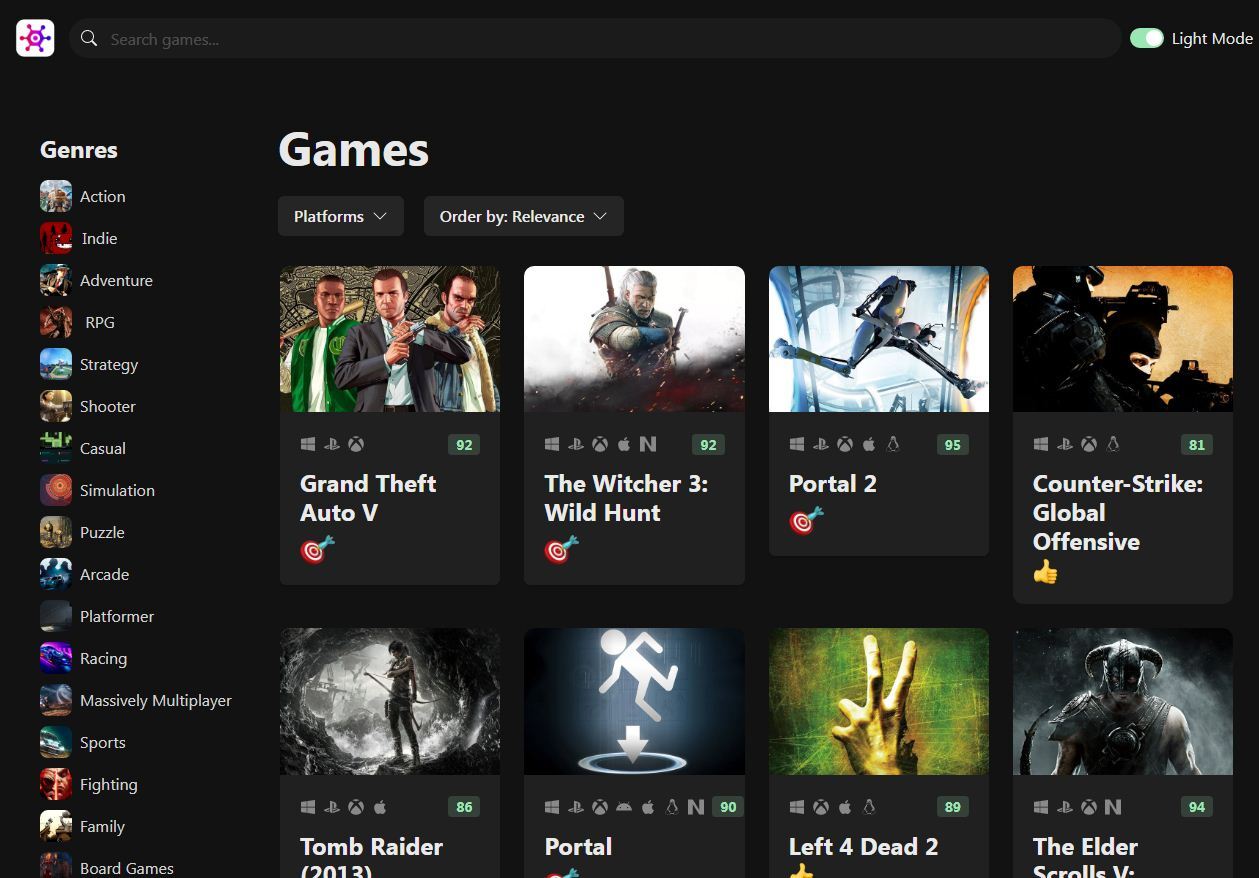 Search games...
Light Mode
Genres
Action
Indie
Adventure
RPG
Strategy
Shooter
Casual
Simulation
Puzzle
Arcade
Platformer
Racing
Massively Multiplayer
Sports
Fighting
Family
Board Games
Games
Platforms
Order by: Relevance
92
Grand Theft
Auto V
92
The Witcher 3:
Wild Hunt
95
Portal 2
81
Counter-Strike:
Global
Offensive
86
Tomb Raider
(2013)
90
Portal
89
Left 4 Dead 2
94
The Elder
Scrolls V: